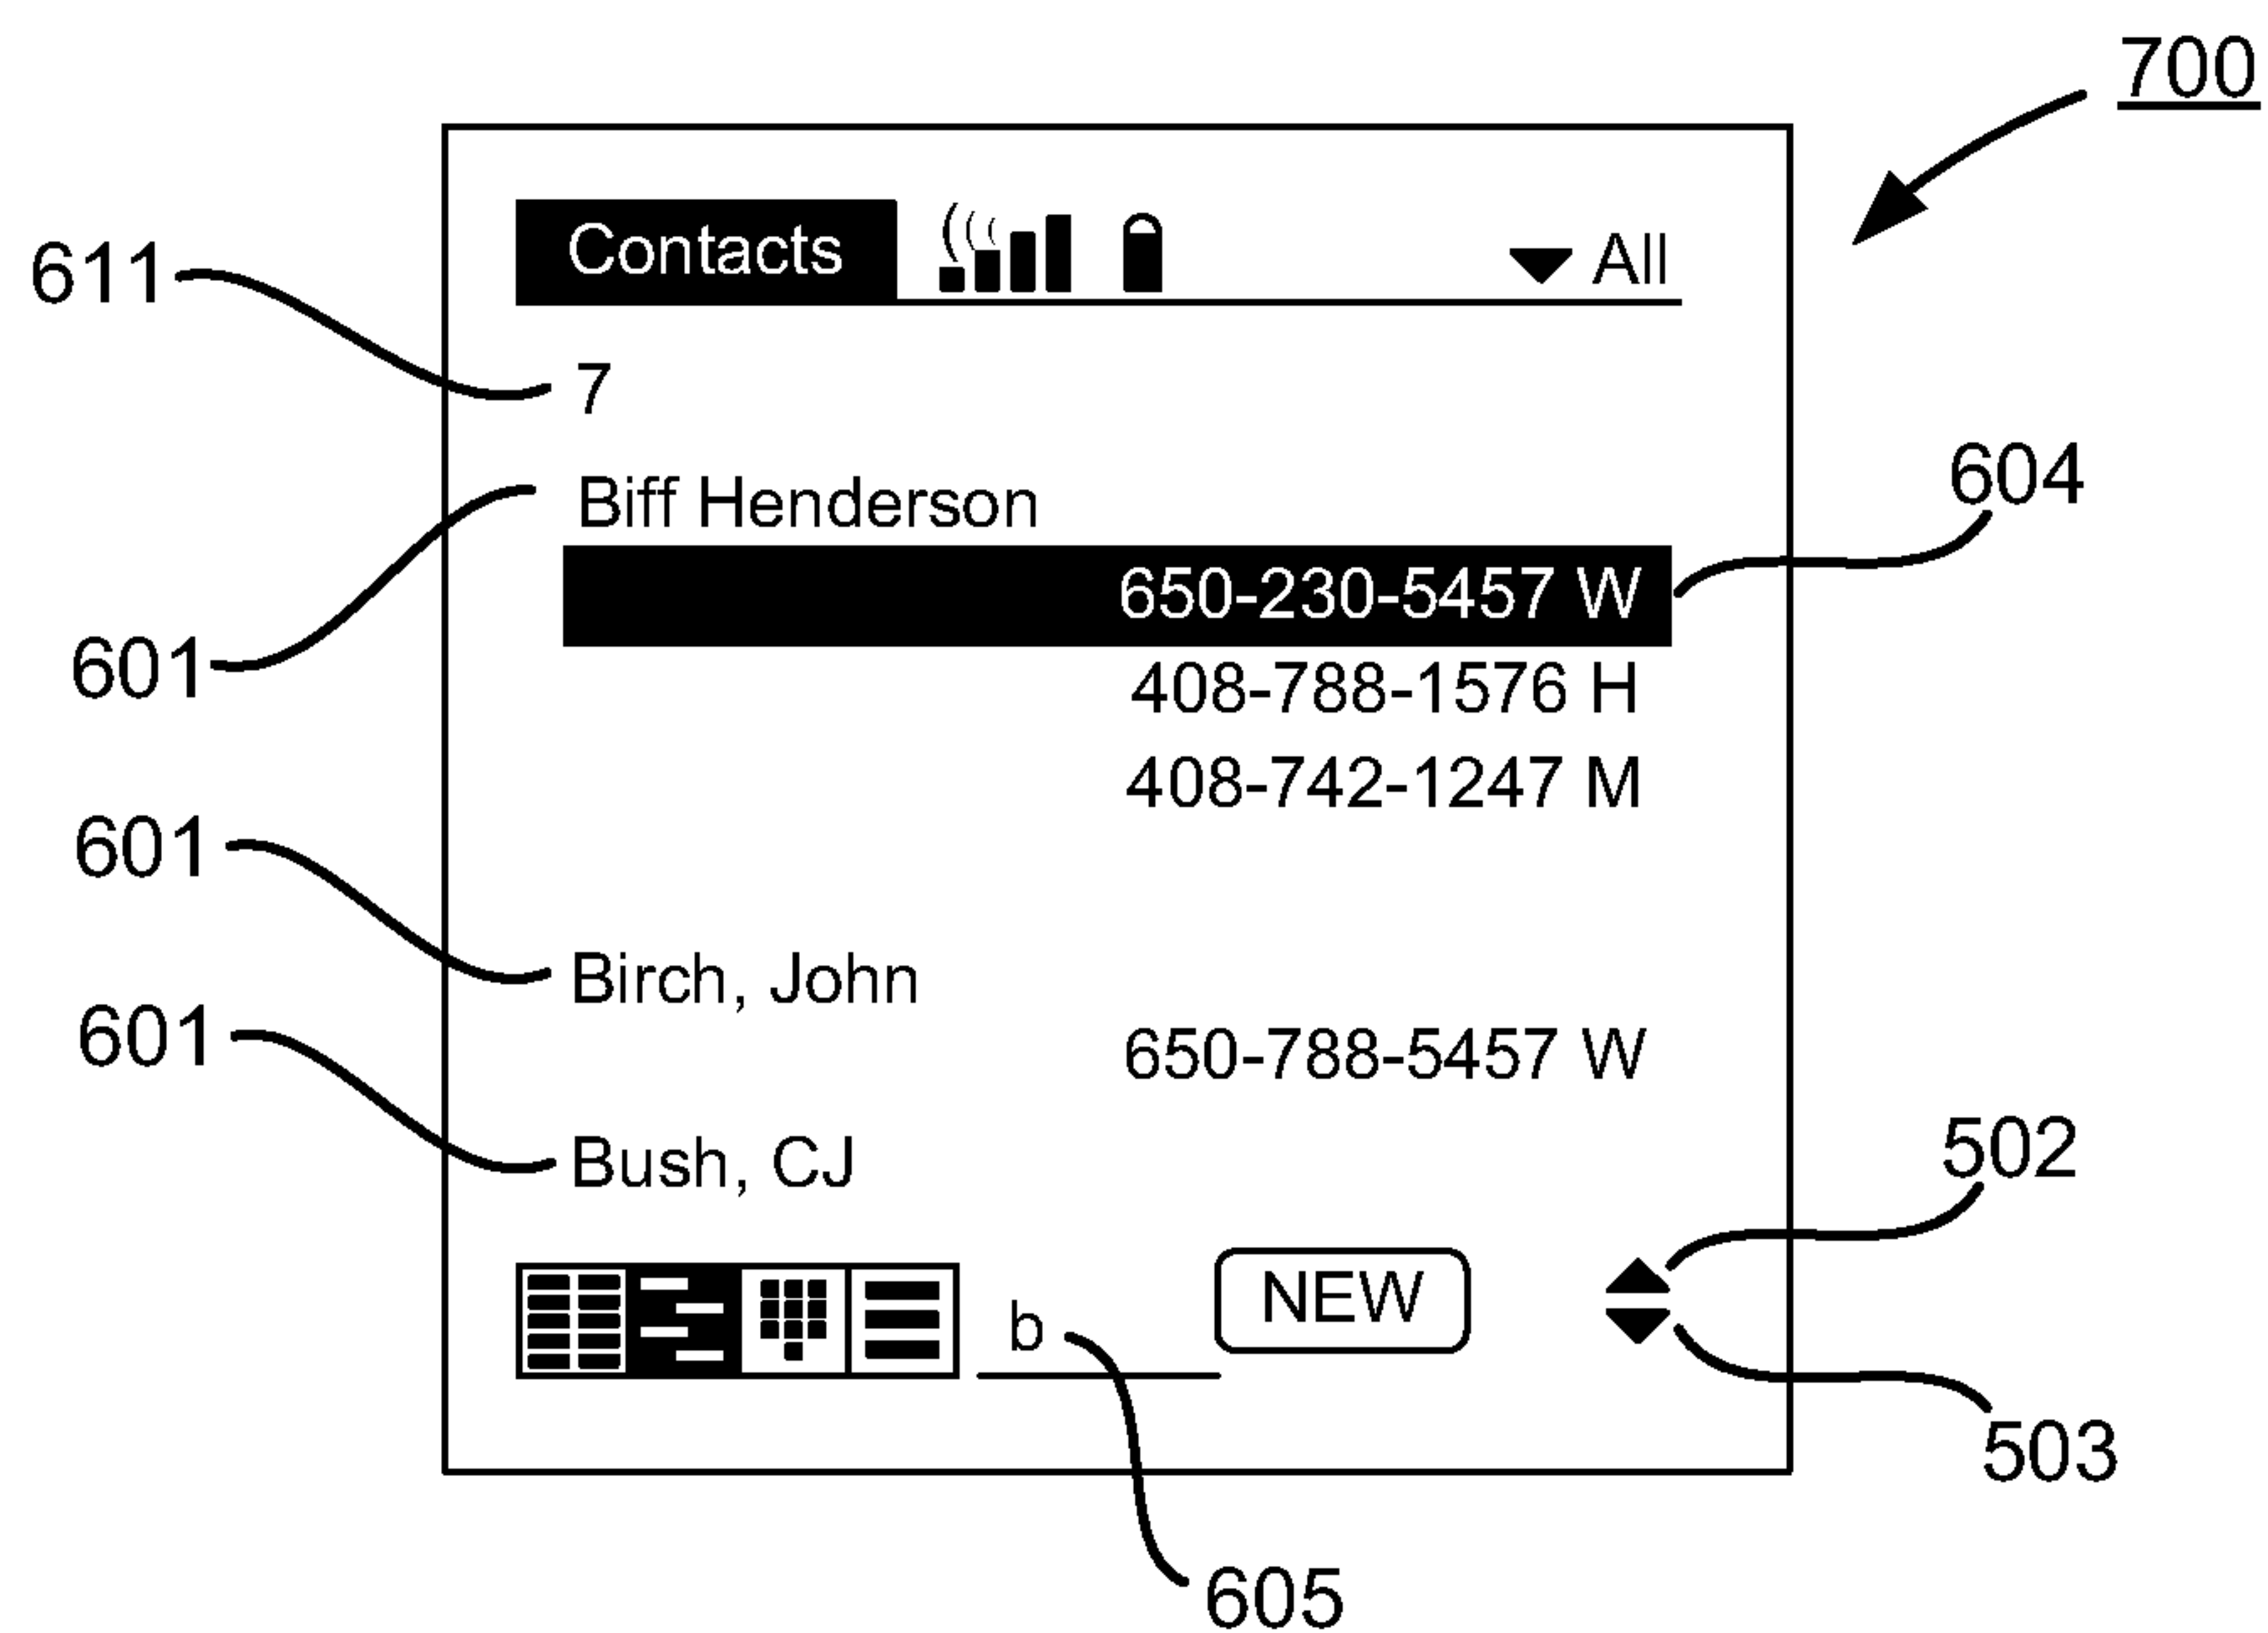 700
Contacts All
611
7
604
Biff Henderson
650-230-5457 W
601
408-788-1576 H
408-742-1247 M
601
Birch, John
601
650-788-5457 W
502
Bush, CJ
b NEW
503
605